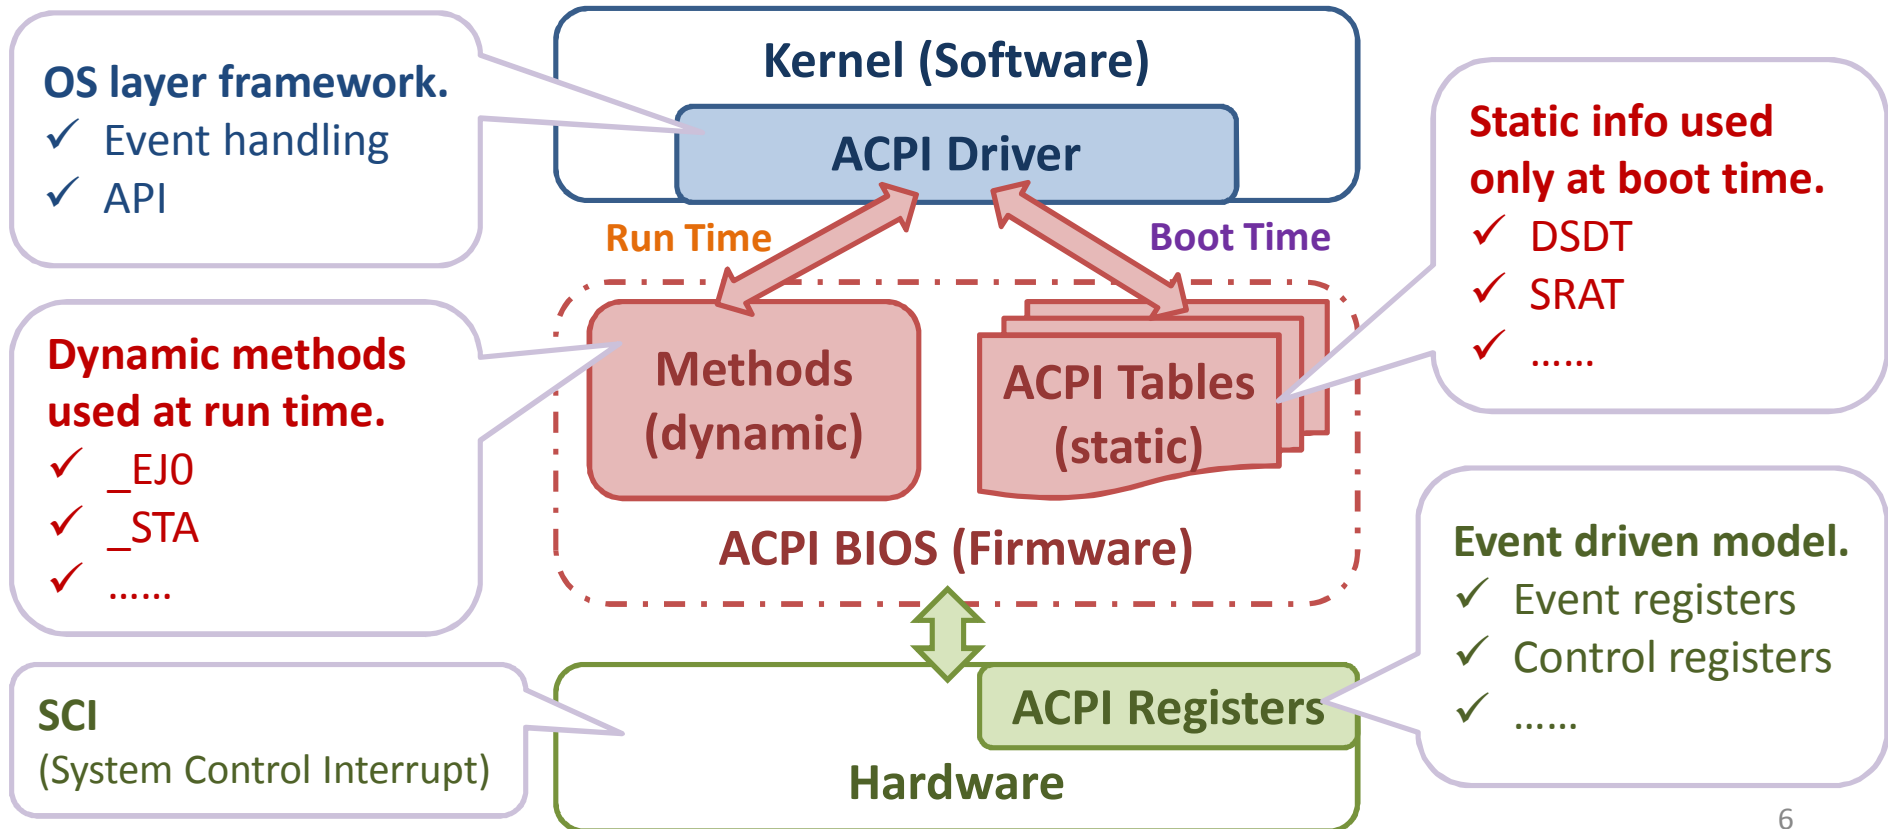 OS layer framework.
✓ Event handling
✓ API
Kernel (Software)
ACPI Driver
Run Time
Boot Time
Static info used
only at boot time.
✓ DSDT
✓ SRAT
✓ ......
Dynamic methods
used at run time.
✓ _EJ0
✓ _STA
✓ ......
Methods
(dynamic)
ACPI Tables
(static)
ACPI BIOS (Firmware)
Event driven model.
✓ Event registers
✓ Control registers
✓ ......
SCI
(System Control Interrupt)
ACPI Registers
Hardware
6